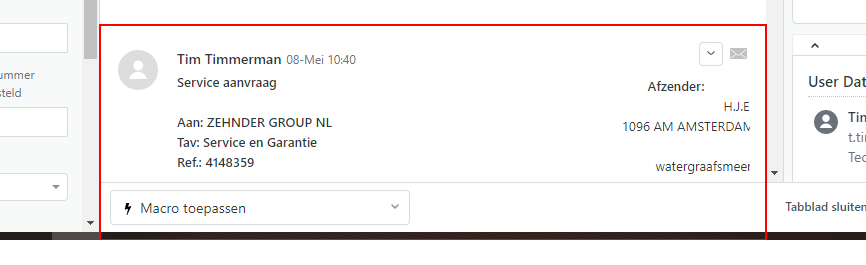 ummer
steld
Tim Timmerman 08-Mei 10:40
Service aanvraag
Afzender:
H.J.E
Aan: ZEHNDER GROUP NL
1096 AM AMSTERDAM
Tav: Service en Garantie
Ref.: 4148359
watergraafsmeer
Macro toepassen
User Dat
Tin
t.tir
Tec
Tabblad sluiten